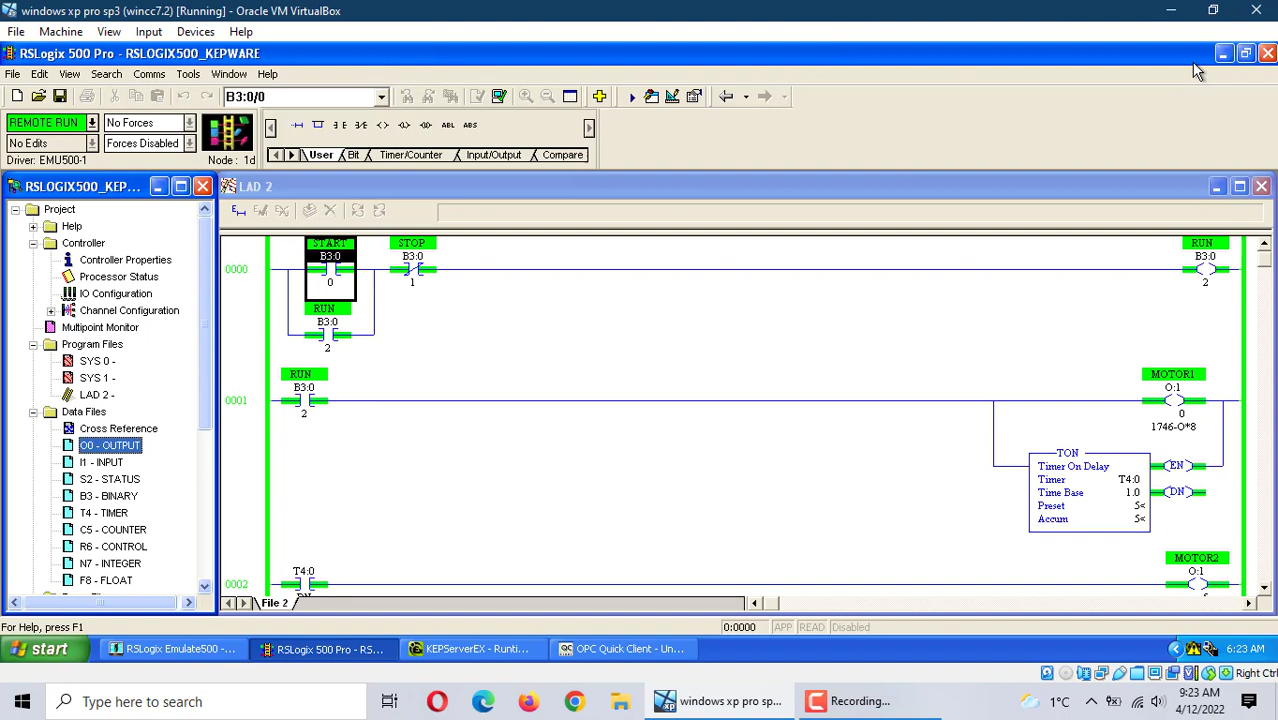 windows xp pro sp3 (wincc7.2) [Running] - Oracle VM VirtualBox
File Machine View Input Devices Help
RSLogix 500 Pro - RSLOGIX500_KEPWARE
File Edit View Search Comms Tools Window Help
B3:0/0
REMOTE RUN No Forces
No Edits Forces Disabled
Driver: EMU500-1 Node : 1d
ABL ABS
User Bit Timer/Counter Input/Output Compare
RSLOGIX500_KEP...
LAD 2
Project
Help
Controller
Controller Properties
Processor Status
IO Configuration
Channel Configuration
Multipoint Monitor
Program Files
SYS 0 -
SYS 1 -
LAD 2 -
Data Files
Cross Reference
O0 - OUTPUT
I1 - INPUT
S2 - STATUS
B3 - BINARY
T4 - TIMER
C5 - COUNTER
R6 - CONTROL
N7 - INTEGER
F8 - FLOAT
START STOP RUN
B3:0 B3:0 B3:0
0000
0 1 2
RUN
B3:0
2
RUN MOTOR1
B3:0 O:1
0001
2 0
1746-O*8
TON
Timer On Delay EN
Timer T4:0
Time Base 1.0 DN
Preset 5<
Accum 5<
MOTOR2
T4:0 O:1
0002
File 2
For Help, press F1
0:0000 APP READ Disabled
start RSLogix Emulate500 -... RSLogix 500 Pro - RS... KEPServerEX - Runti... OPC Quick Client - Un... 6:23 AM
Right Ctrl
Type here to search
windows xp pro sp... Recording... 1°C
9:23 AM
4/12/2022